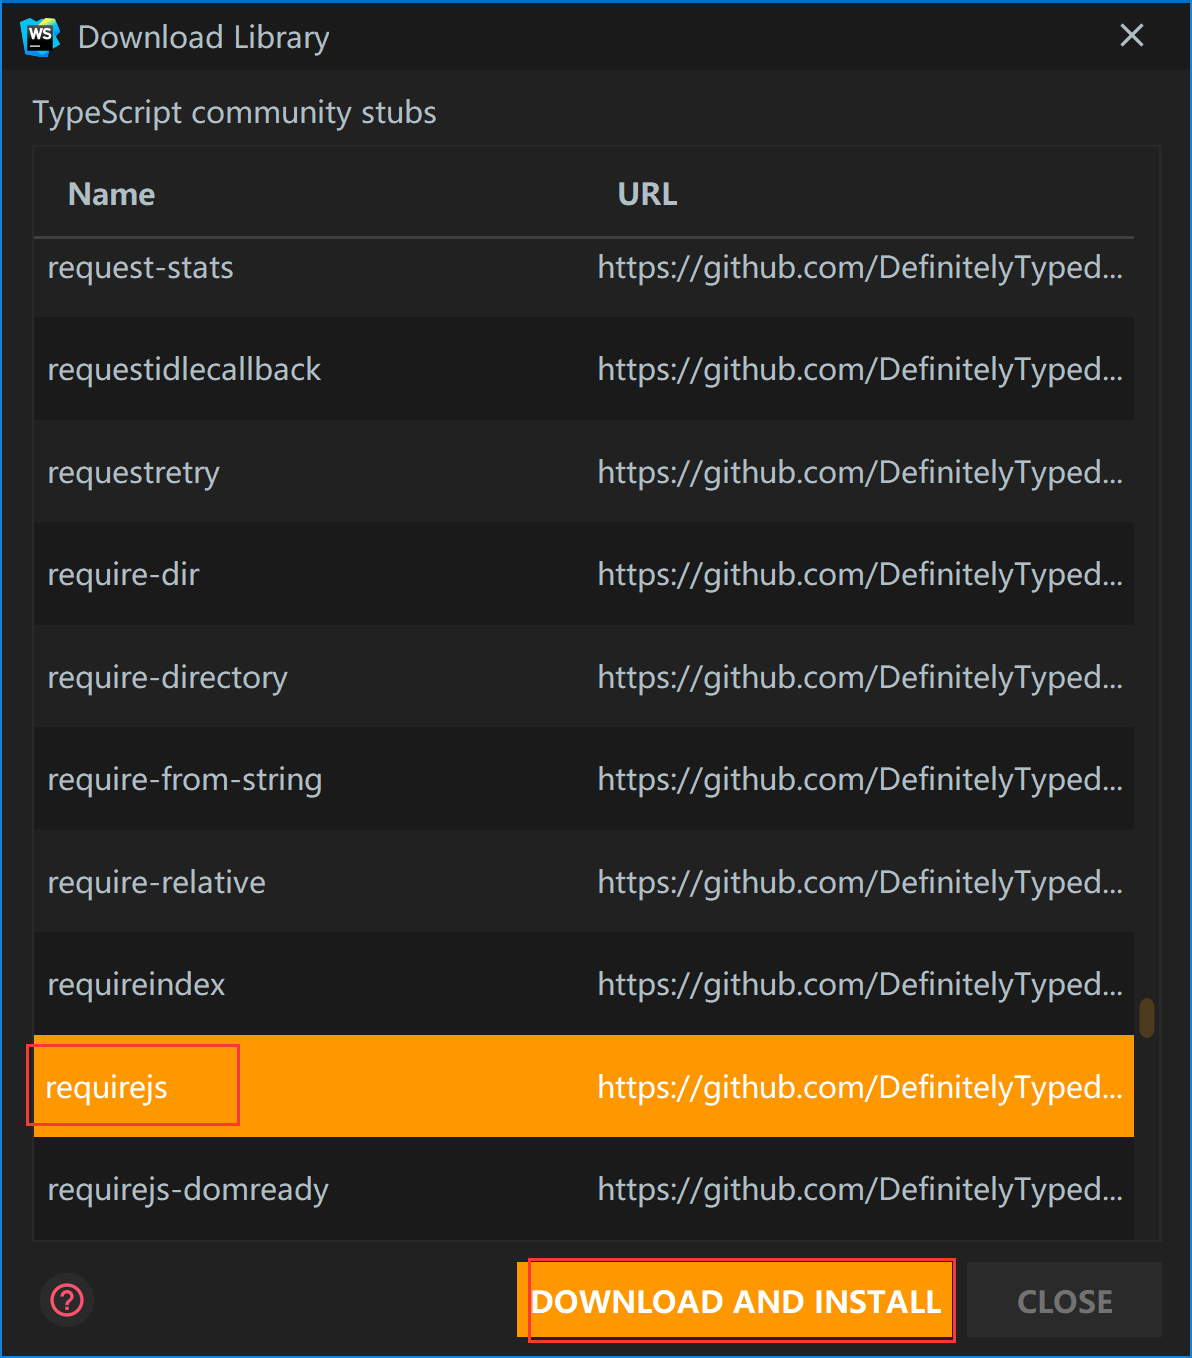 WS Download Library
TypeScript community stubs
Name URL
request-stats https://github.com/DefinitelyTyped...
requestidlecallback https://github.com/DefinitelyTyped...
requestretry https://github.com/DefinitelyTyped...
require-dir https://github.com/DefinitelyTyped...
require-directory https://github.com/DefinitelyTyped...
require-from-string https://github.com/DefinitelyTyped...
require-relative https://github.com/DefinitelyTyped...
requireindex https://github.com/DefinitelyTyped...
requirejs https://github.com/DefinitelyTyped...
requirejs-domready https://github.com/DefinitelyTyped...
? DOWNLOAD AND INSTALL CLOSE